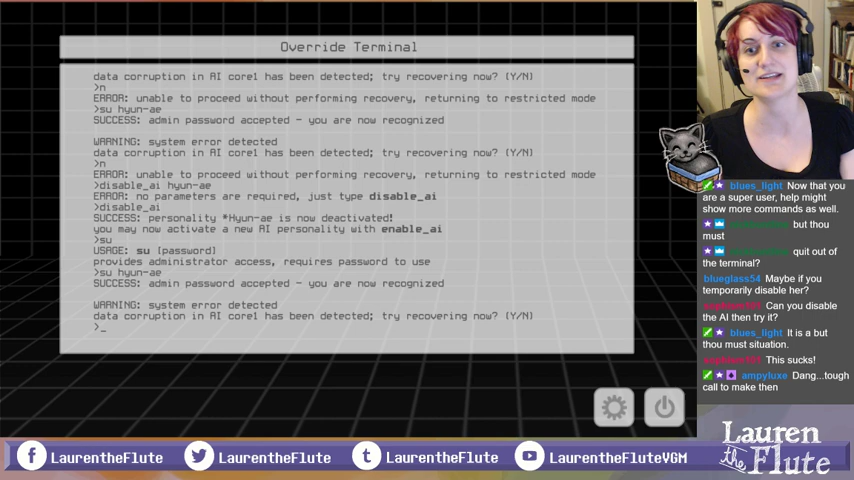 Override Terminal
data corruption in AI core1 has been detected; try recovering now? (Y/N)
>n
ERROR: unable to proceed without performing recovery, returning to restricted mode
>su hyun-ae
SUCCESS: admin password accepted - you are now recognized
WARNING: system error detected
data corruption in AI core1 has been detected; try recovering now? (Y/N)
>n
ERROR: unable to proceed without performing recovery, returning to restricted mode
>disable_ai hyun-ae
ERROR: no parameters are required, just type disable_ai
>disable_ai
SUCCESS: personality *Hyun-ae is now deactivated!
you may now activate a new AI personality with enable_ai
>su
USAGE: su [password]
provides administrator access, requires password to use
>su hyun-ae
SUCCESS: admin password accepted - you are now recognized
WARNING: system error detected
data corruption in AI core1 has been detected; try recovering now? (Y/N)
>_
blues_light Now that you
are a super user, help might
show more commands as well.
but thou
must
quit out of
the terminal?
blueglass54 Maybe if you
temporarily disable her?
Can you disable
the AI then try it?
blues_light It is a but
thou must situation.
This sucks!
ampyluxe Dang...tough
call to make then
Lauren
the Flute
LaurentheFlute
LaurentheFlute
LaurentheFlute
LaurentheFluteVGM